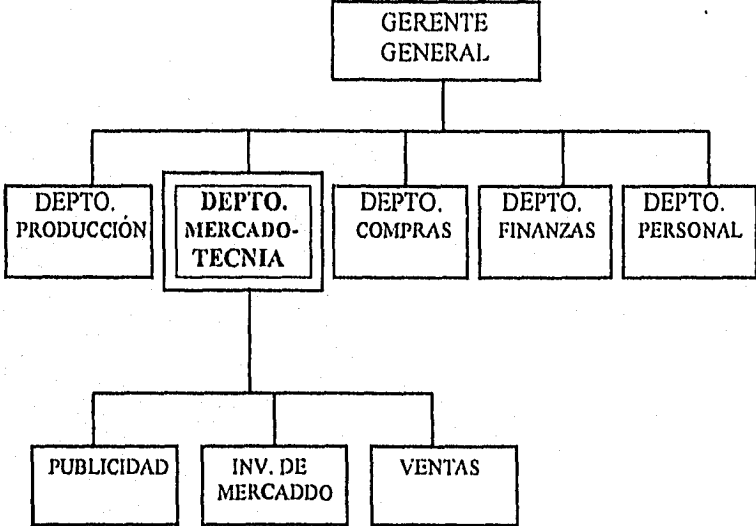 GERENTE
GENERAL
DEPTO.
PRODUCCIÓN
DEPTO.
MERCADO-
TECNIA
DEPTO.
COMPRAS
DEPTO.
FINANZAS
DEPTO.
PERSONAL
PUBLICIDAD
INV. DE
MERCADDO
VENTAS